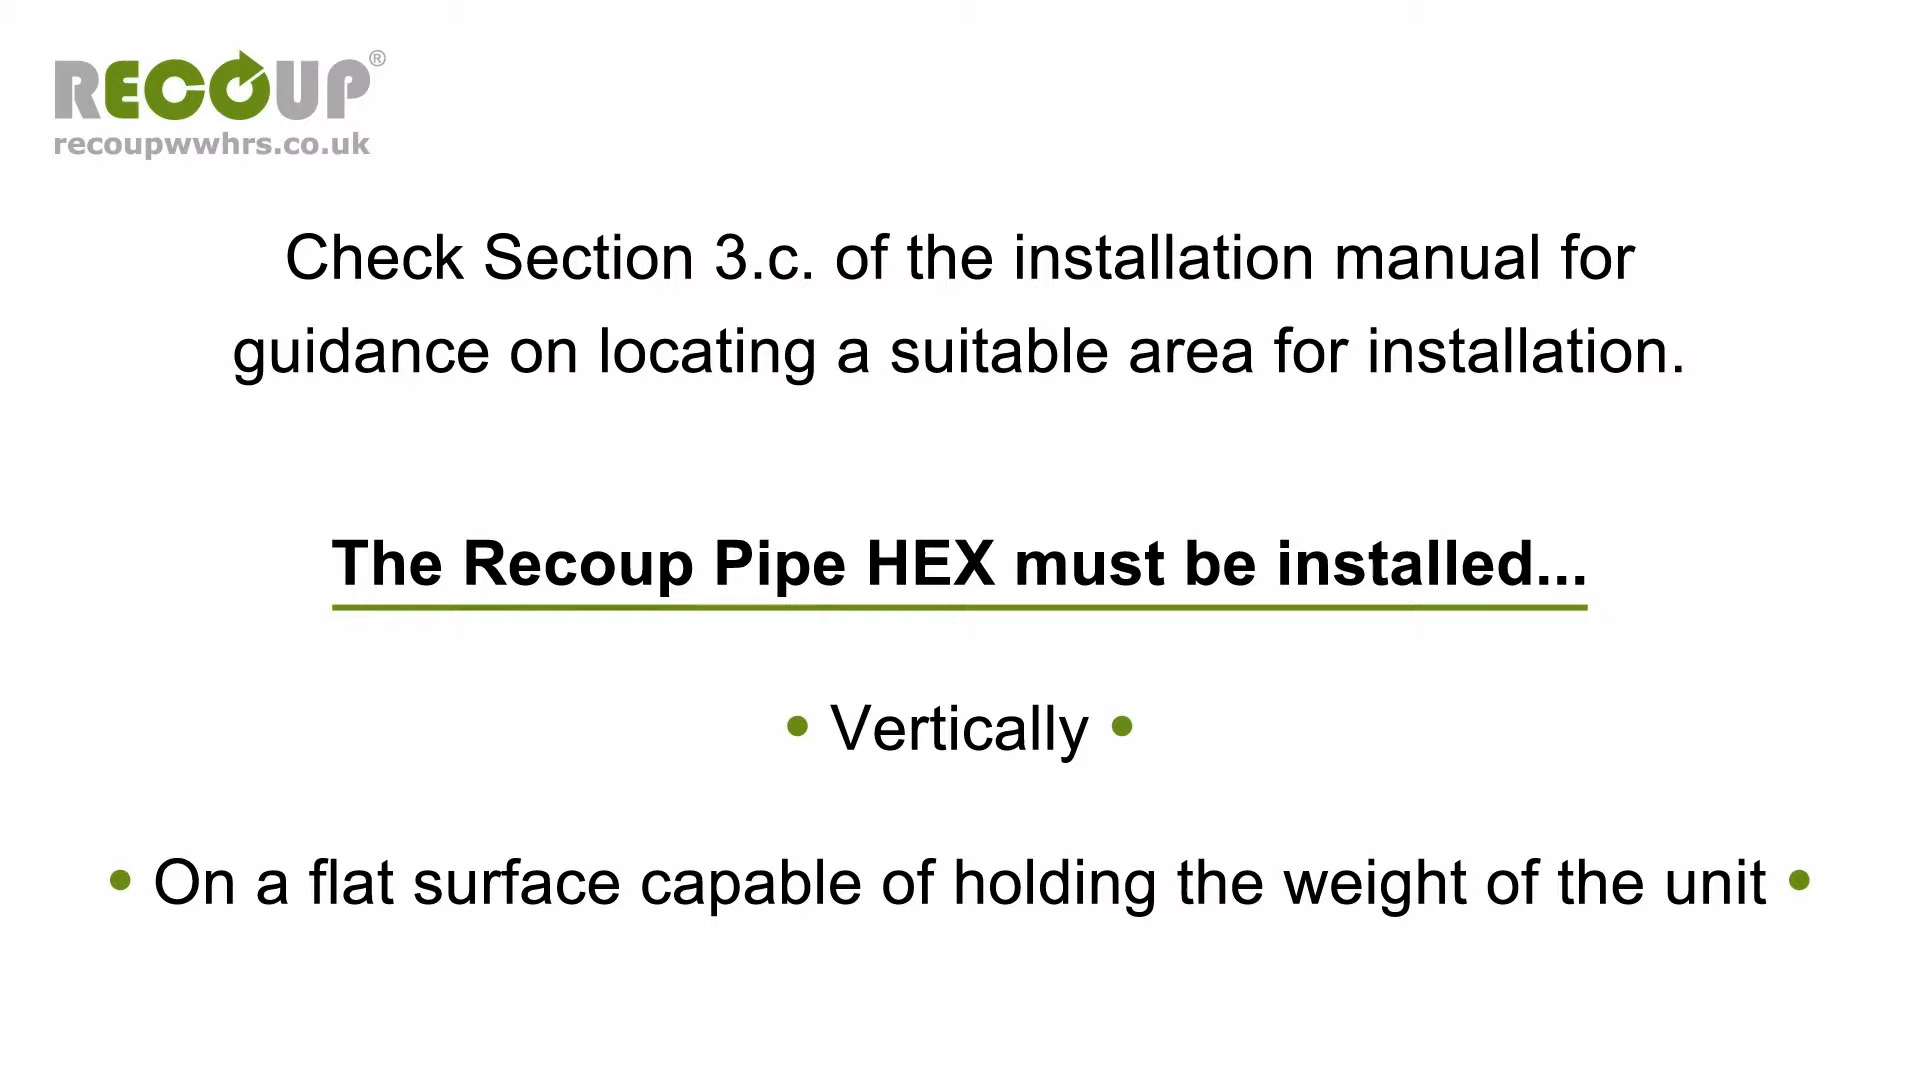 RECOUP®
recoupwwhrs.co.uk
Check Section 3.c. of the installation manual for
guidance on locating a suitable area for installation.
The Recoup Pipe HEX must be installed...
• Vertically •
• On a flat surface capable of holding the weight of the unit •